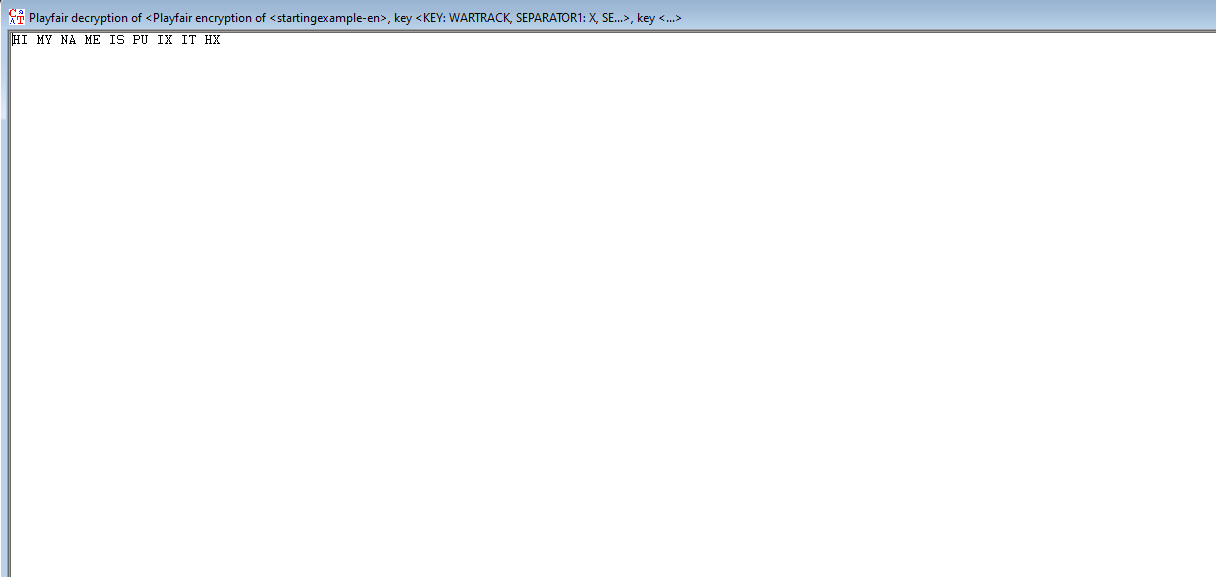 Playfair decryption of <Playfair encryption of <startingexample-en>, key <KEY: WARTRACK, SEPARATOR1: X, SE...>, key <...>
HI MY NA ME IS PU IX IT HX